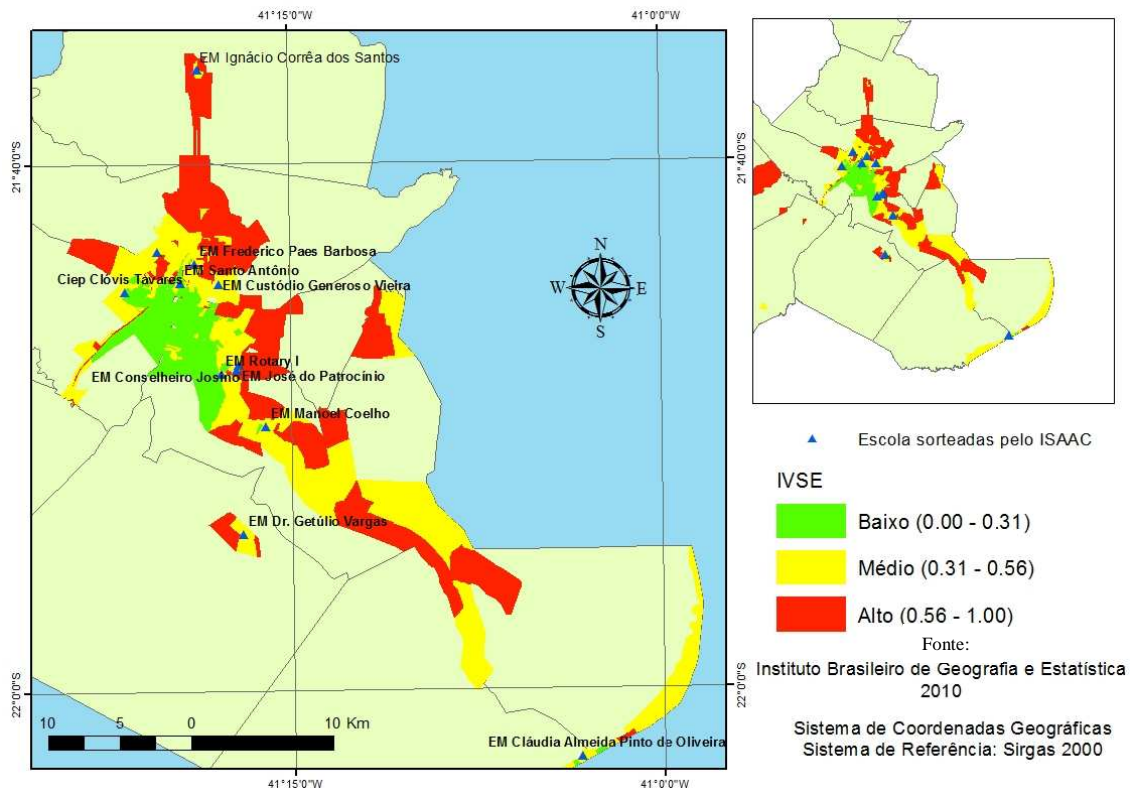 41°15'0"W
41°0'0"W
EM Ignácio Corrêa dos Santos
21°40'0"S
21°40'0"S
EM Frederico Paes Barbosa
EM Santo Antônio
Ciep Clóvis Tavares
EM Custódio Generoso Vieira
N
W
E
S
EM Rotary I
EM Conselheiro Josino
EM José do Patrocínio
EM Manoel Coelho
EM Dr. Getúlio Vargas
22°0'0"S
22°0'0"S
10 5 0 10 Km
EM Cláudia Almeida Pinto de Oliveira
41°15'0"W
41°0'0"W
Escola sorteadas pelo ISAAC
IVSE
Baixo (0.00 - 0.31)
Médio (0.31 - 0.56)
Alto (0.56 - 1.00)
Fonte:
Instituto Brasileiro de Geografia e Estatística
2010
Sistema de Coordenadas Geográficas
Sistema de Referência: Sirgas 2000